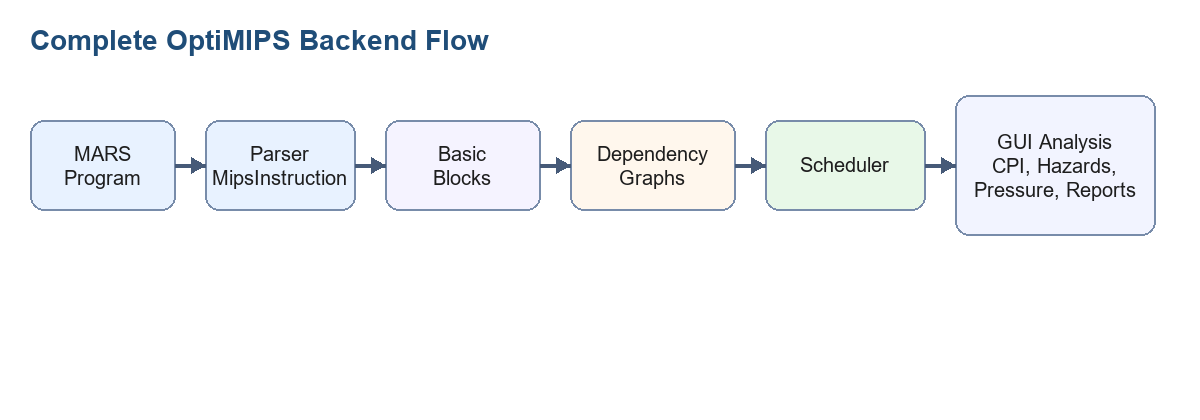 Complete OptiMIPS Backend Flow
MARS
Program
Parser
MipsInstruction
Basic
Blocks
Dependency
Graphs
Scheduler
GUI Analysis
CPI, Hazards,
Pressure, Reports